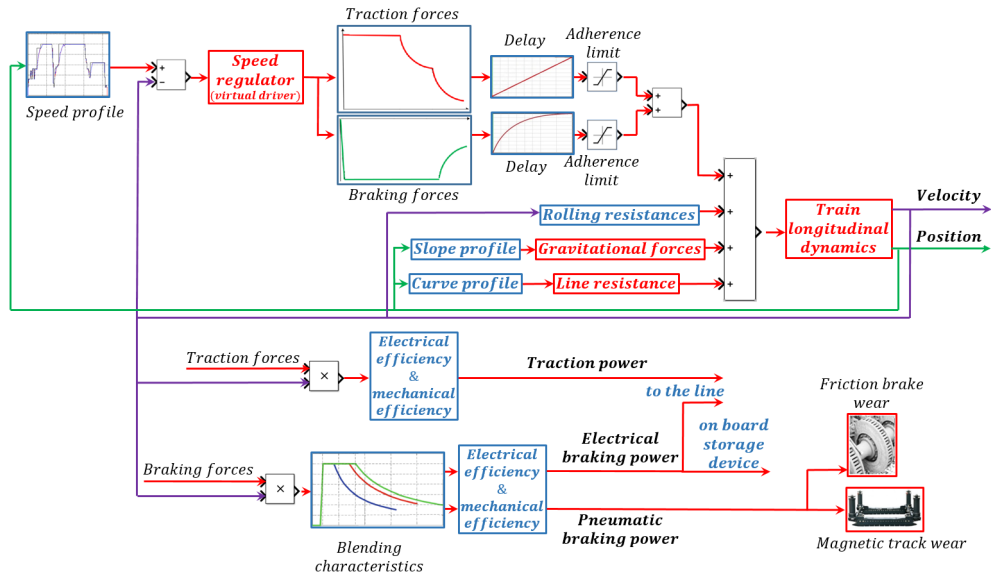 Traction forces
Delay
Adherence
limit
+
−
Speed
regulator
(virtual driver)
Speed profile
+
+
Delay
Adherence
limit
Braking forces
+
Rolling resistances
+
Slope profile
Gravitational forces
+
Curve profile
Line resistance
+
Train
longitudinal
dynamics
Velocity
Position
Traction forces
×
Electrical
efficiency
&
mechanical
efficiency
Traction power
to the line
Friction brake
wear
Braking forces
×
Blending
characteristics
Electrical
efficiency
&
mechanical
efficiency
Electrical
braking power
on board
storage
device
Pneumatic
braking power
Magnetic track wear